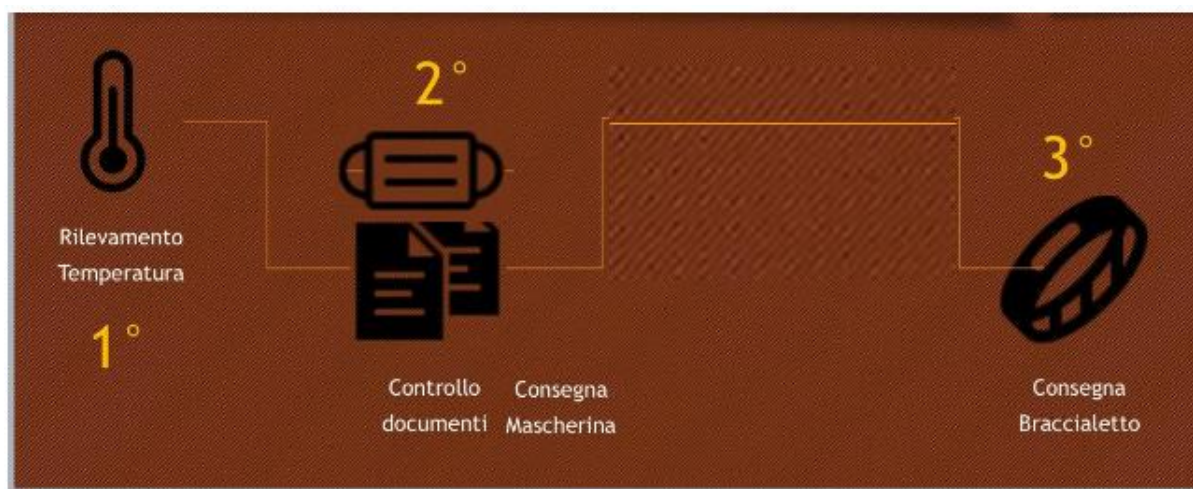 2°
3°
Rilevamento
Temperatura
1°
Controllo
documenti
Consegna
Mascherina
Consegna
Braccialetto